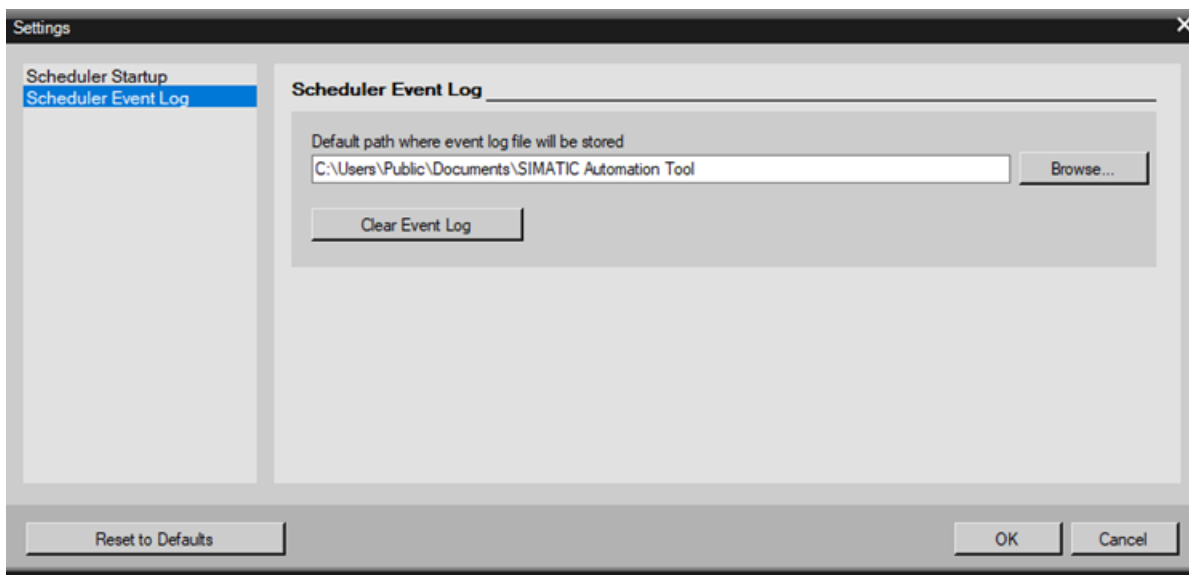 Settings
Scheduler Startup
Scheduler Event Log
Scheduler Event Log
Default path where event log file will be stored
C:\Users\Public\Documents\SIMATIC Automation Tool
Browse...
Clear Event Log
Reset to Defaults
OK
Cancel